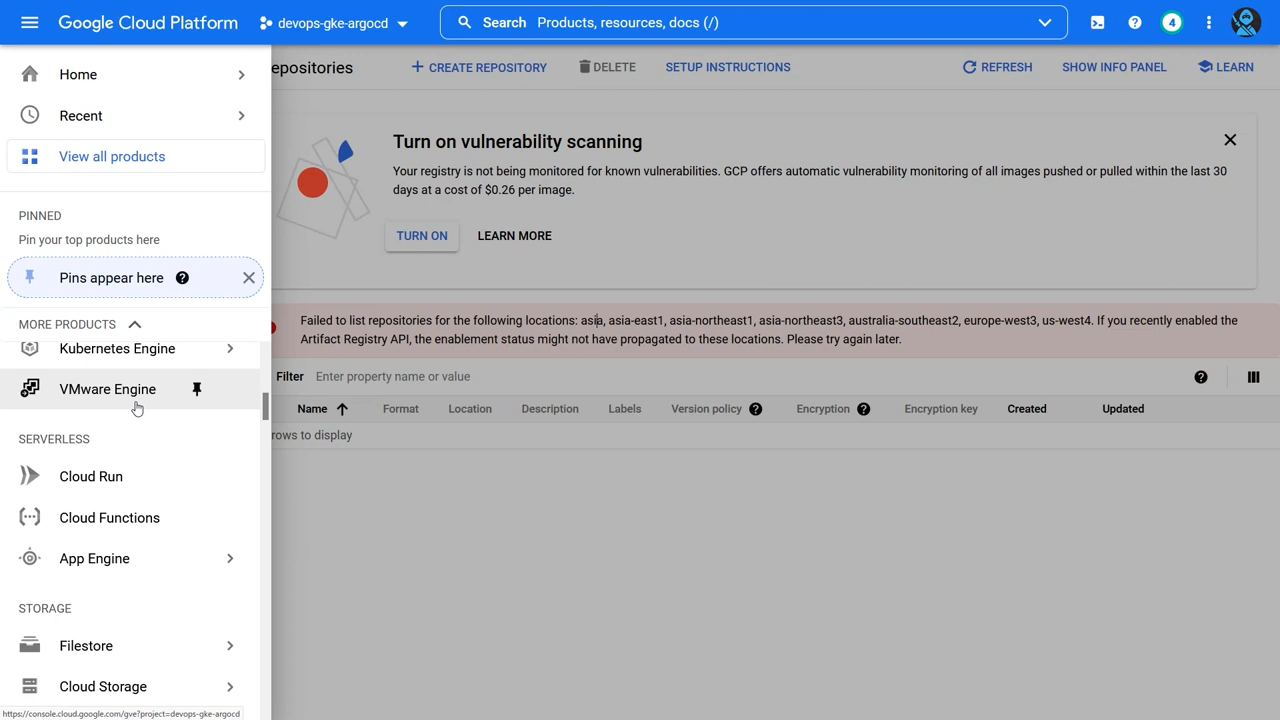 Google Cloud Platform
devops-gke-argocd
Search Products, resources, docs (/)
4
Home
Recent
View all products
PINNED
Pin your top products here
Pins appear here
MORE PRODUCTS
Kubernetes Engine
VMware Engine
SERVERLESS
Cloud Run
Cloud Functions
App Engine
STORAGE
Filestore
Cloud Storage
https://console.cloud.google.com/gve?project=devops-gke-argocd
epositories
CREATE REPOSITORY
DELETE
SETUP INSTRUCTIONS
REFRESH
SHOW INFO PANEL
LEARN
Turn on vulnerability scanning
Your registry is not being monitored for known vulnerabilities. GCP offers automatic vulnerability monitoring of all images pushed or pulled within the last 30
days at a cost of $0.26 per image.
TURN ON
LEARN MORE
Failed to list repositories for the following locations: asia, asia-east1, asia-northeast1, asia-northeast3, australia-southeast2, europe-west3, us-west4. If you recently enabled the
Artifact Registry API, the enablement status might not have propagated to these locations. Please try again later.
Filter Enter property name or value
Name Format Location Description Labels Version policy Encryption Encryption key Created Updated
rows to display